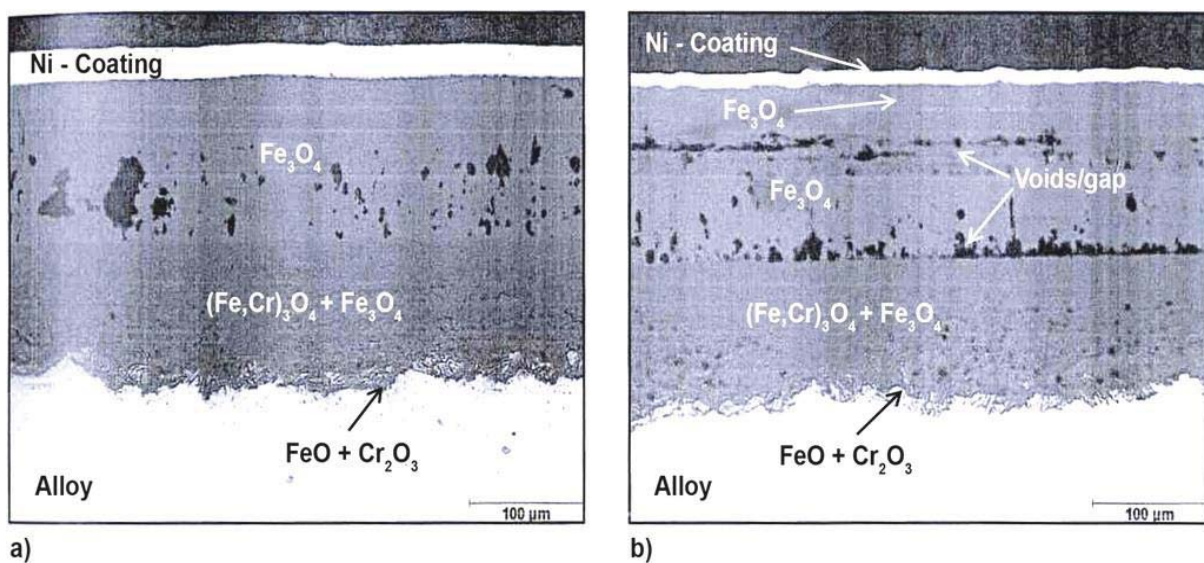 Ni - Coating
Fe₃O₄
(Fe,Cr)₃O₄ + Fe₃O₄
FeO + Cr₂O₃
Alloy
100 µm
a)
Ni - Coating
Fe₃O₄
Voids/gap
Fe₃O₄
(Fe,Cr)₃O₄ + Fe₃O₄
FeO + Cr₂O₃
Alloy
100 µm
b)